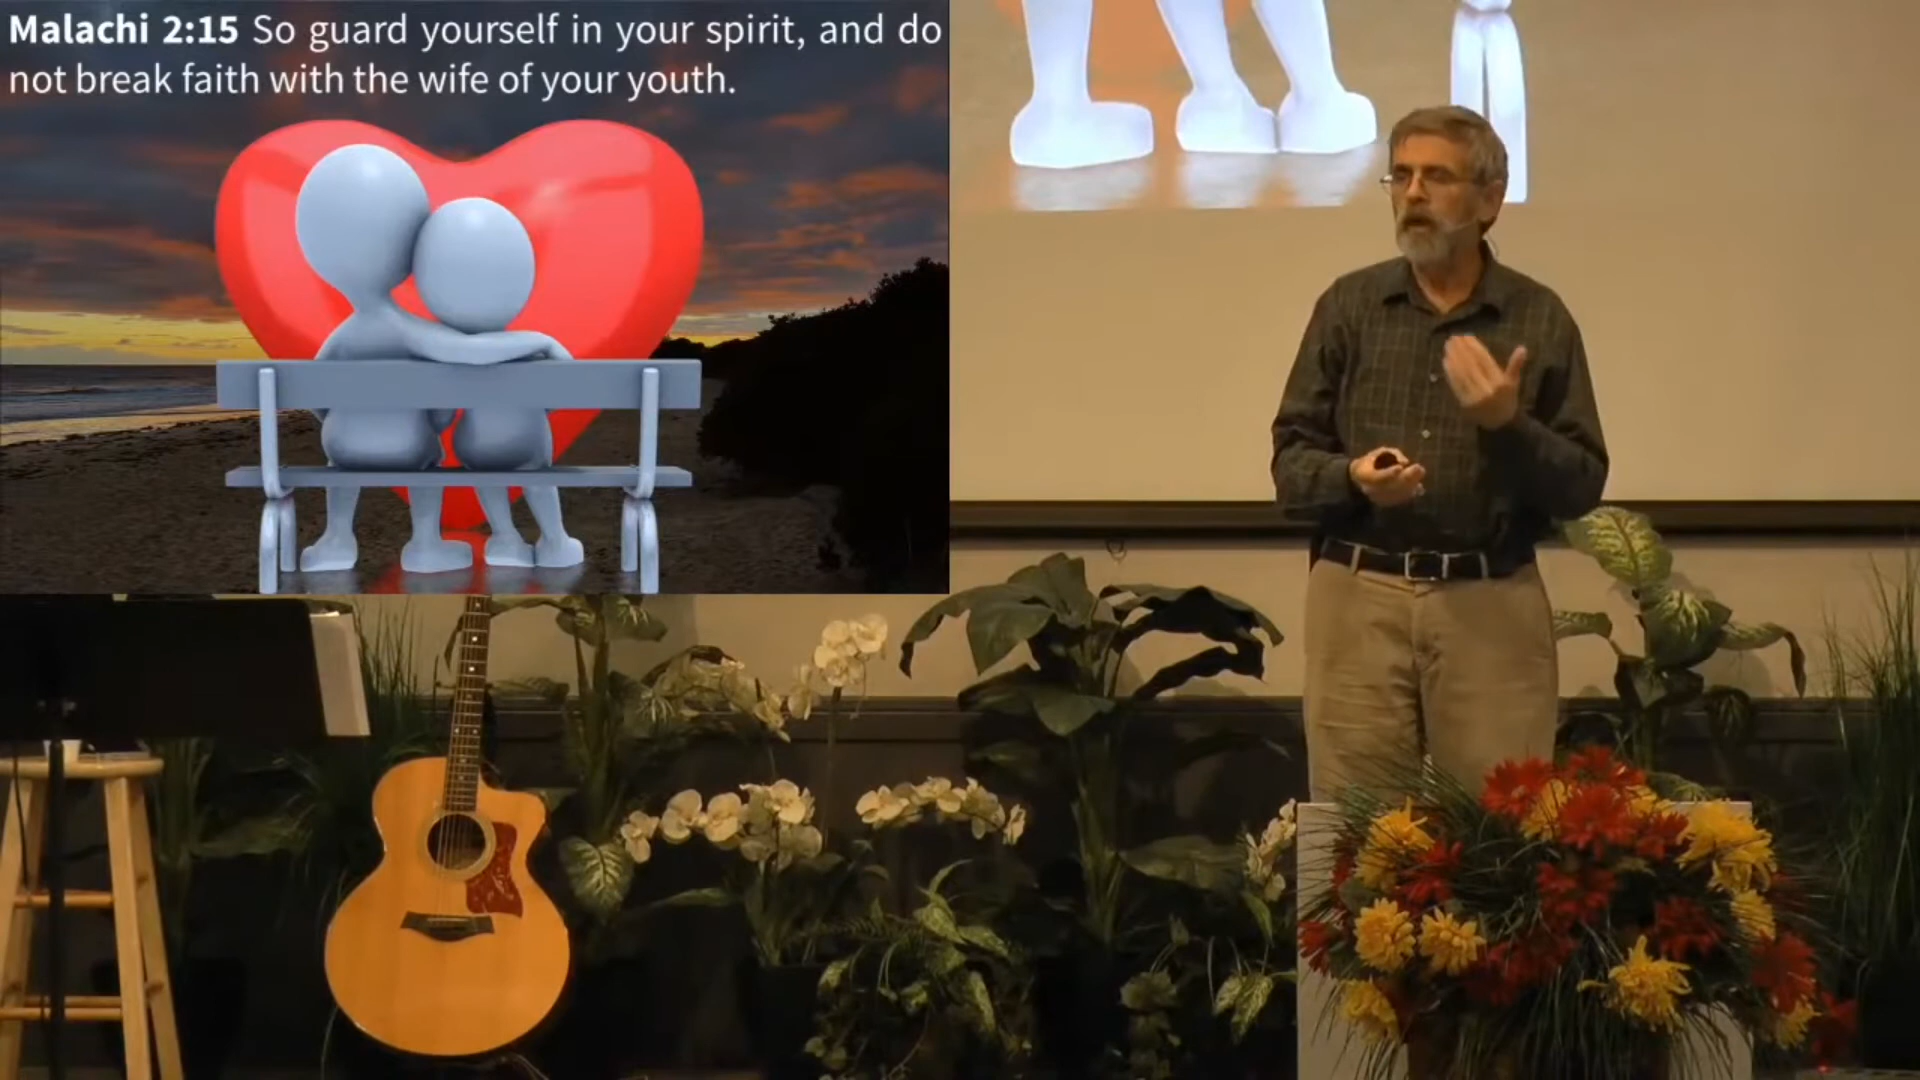 Malachi 2:15 So guard yourself in your spirit, and do
not break faith with the wife of your youth.